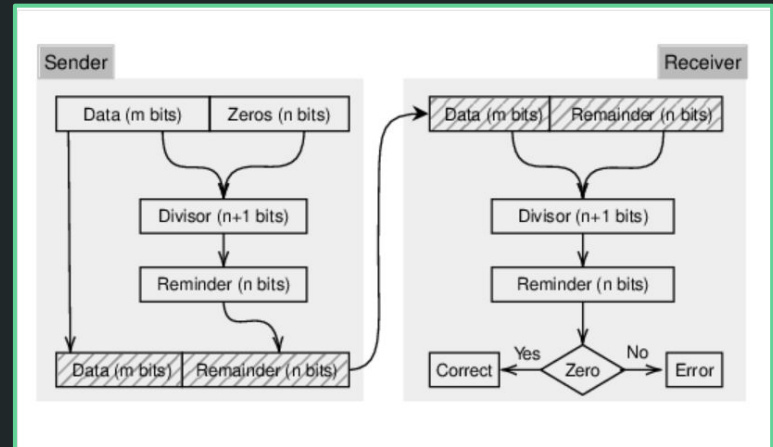 Sender
Receiver
Data (m bits) Zeros (n bits)
Data (m bits) Remainder (n bits)
Divisor (n+1 bits)
Divisor (n+1 bits)
Reminder (n bits)
Reminder (n bits)
Data (m bits) Remainder (n bits)
Correct Yes Zero No Error